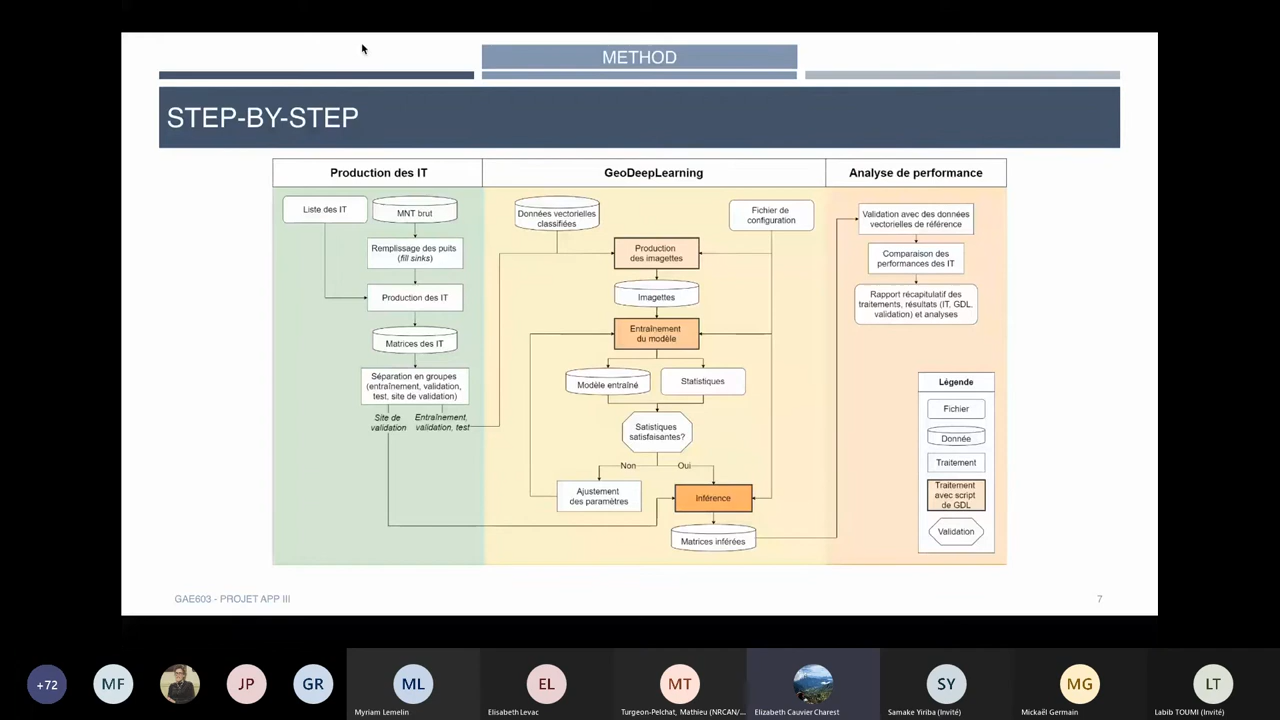 METHOD
STEP-BY-STEP
Production des IT
GeoDeepLearning
Analyse de performance
Liste des IT
MNT brut
Remplissage des puits
(fill sinks)
Production des IT
Matrices des IT
Séparation en groupes
(entraînement, validation,
test, site de validation)
Site de
validation
Entraînement,
validation, test
Données vectorielles
classifiées
Fichier de
configuration
Production
des imagettes
Imagettes
Entraînement
du modèle
Modèle entraîné
Statistiques
Statistiques
satisfaisantes?
Non
Oui
Ajustement
des paramètres
Inférence
Matrices inférées
Validation avec des données
vectorielles de référence
Comparaison des
performances des IT
Rapport récapitulatif des
traitements, résultats (IT, GDL,
validation) et analyses
Légende
Fichier
Donnée
Traitement
Traitement
avec script
de GDL
Validation
GAE603 - PROJET APP III
7
+72
MF
JP
GR
ML
EL
MT
SY
MG
LT
Myriam Lemelin
Elisabeth Levac
Turgeon-Pelchat, Mathieu (NRCAN/...
Elizabeth Cauvier Charest
Samake Yiriba (Invité)
Mickaël Germain
Labib TOUMI (Invité)